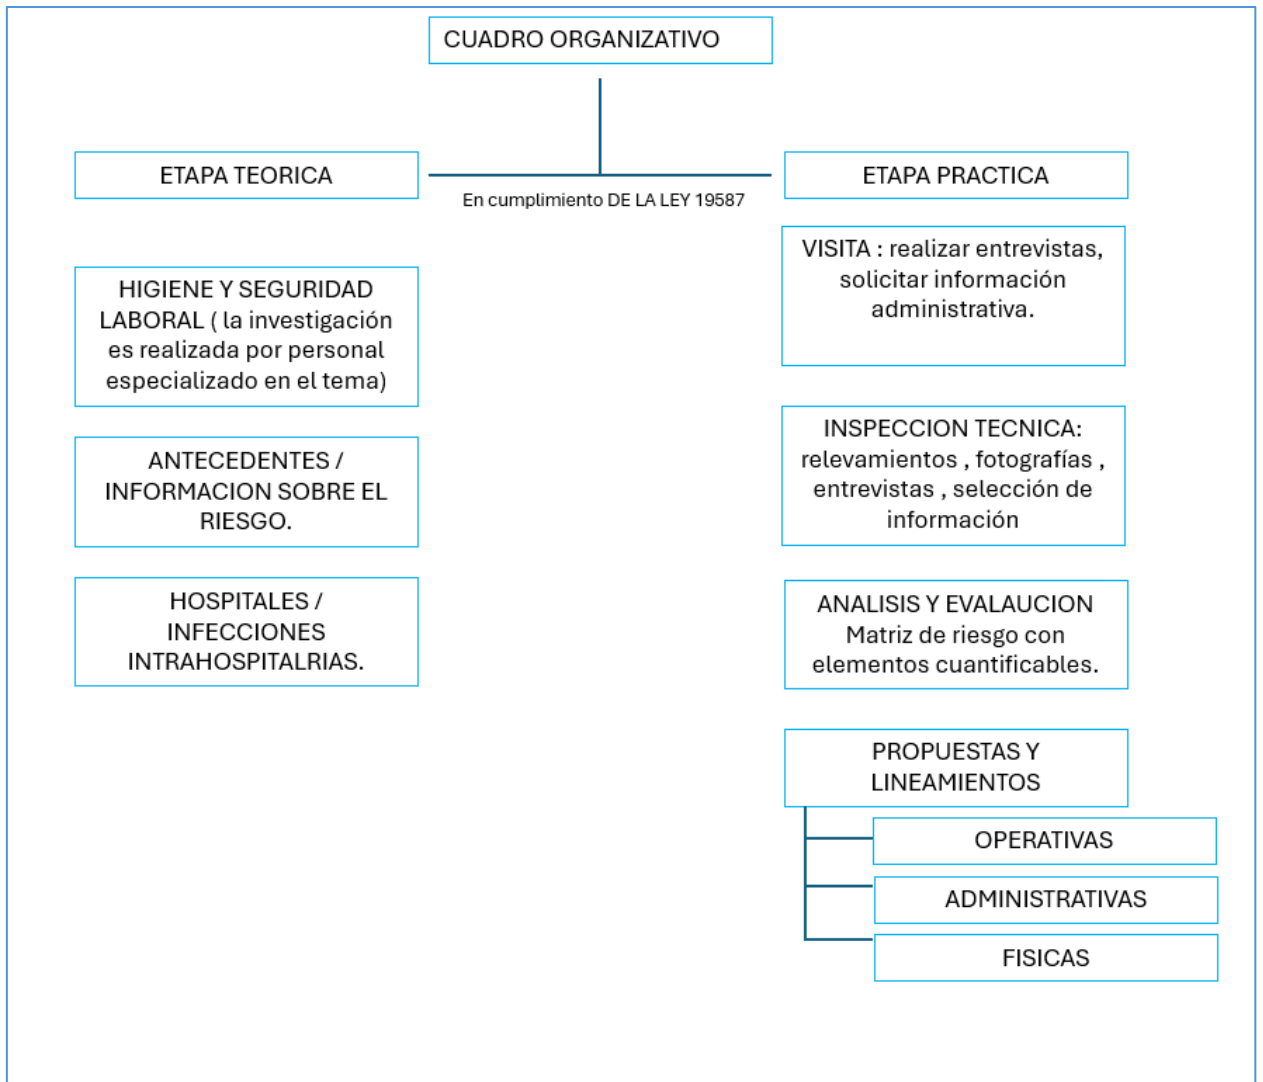 CUADRO ORGANIZATIVO
ETAPA TEORICA
ETAPA PRACTICA
En cumplimiento DE LA LEY 19587
HIGIENE Y SEGURIDAD
LABORAL ( la investigación
es realizada por personal
especializado en el tema)
ANTECEDENTES /
INFORMACION SOBRE EL
RIESGO.
HOSPITALES /
INFECCIONES
INTRAHOSPITALRIAS.
VISITA : realizar entrevistas,
solicitar información
administrativa.
INSPECCION TECNICA:
relevamientos , fotografías ,
entrevistas , selección de
información
ANALISIS Y EVALAUCION
Matriz de riesgo con
elementos cuantificables.
PROPUESTAS Y
LINEAMIENTOS
OPERATIVAS
ADMINISTRATIVAS
FISICAS